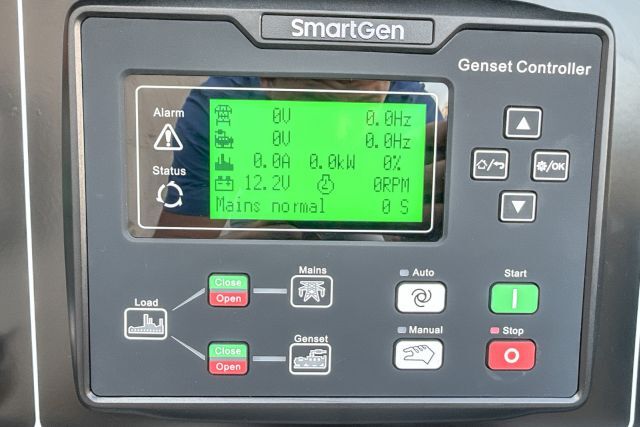 SmartGen
Genset Controller
Alarm
Status
0V 0.0Hz
0V 0.0Hz
0.0A 0.0kW 0%
12.2V 0RPM
Mains normal 0 S
/OK
Load
Close
Open
Mains
Close
Open
Genset
Auto
Manual
Start
Stop